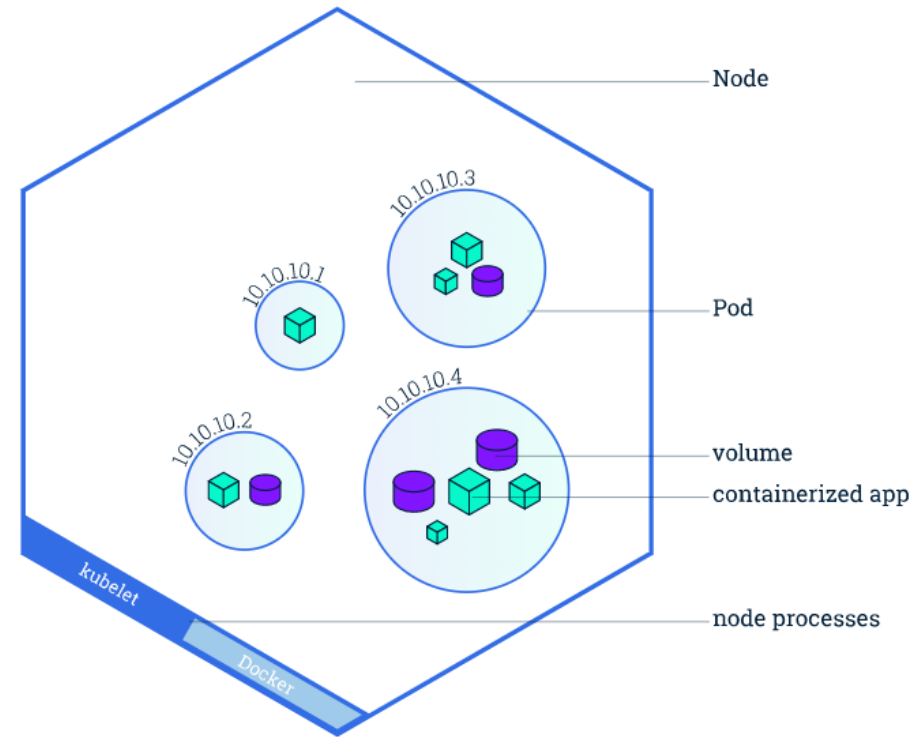 Node
10.10.10.3
10.10.10.1
Pod
10.10.10.4
10.10.10.2
volume
containerized app
kubelet
node processes
Docker